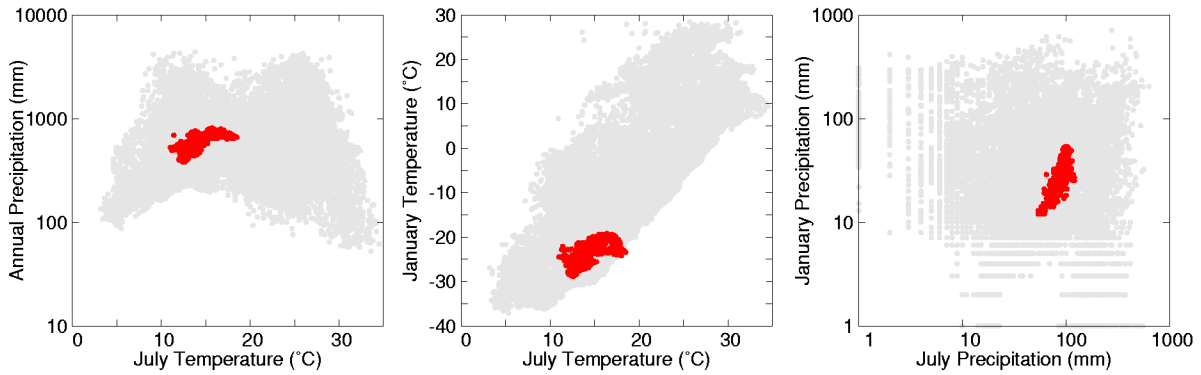 10000
1000
100
10
Annual Precipitation (mm)
0 10 20 30
July Temperature (˚C)
30
20
10
0
-10
-20
-30
-40
January Temperature (˚C)
0 10 20 30
July Temperature (˚C)
1000
100
10
1
January Precipitation (mm)
1 10 100 1000
July Precipitation (mm)